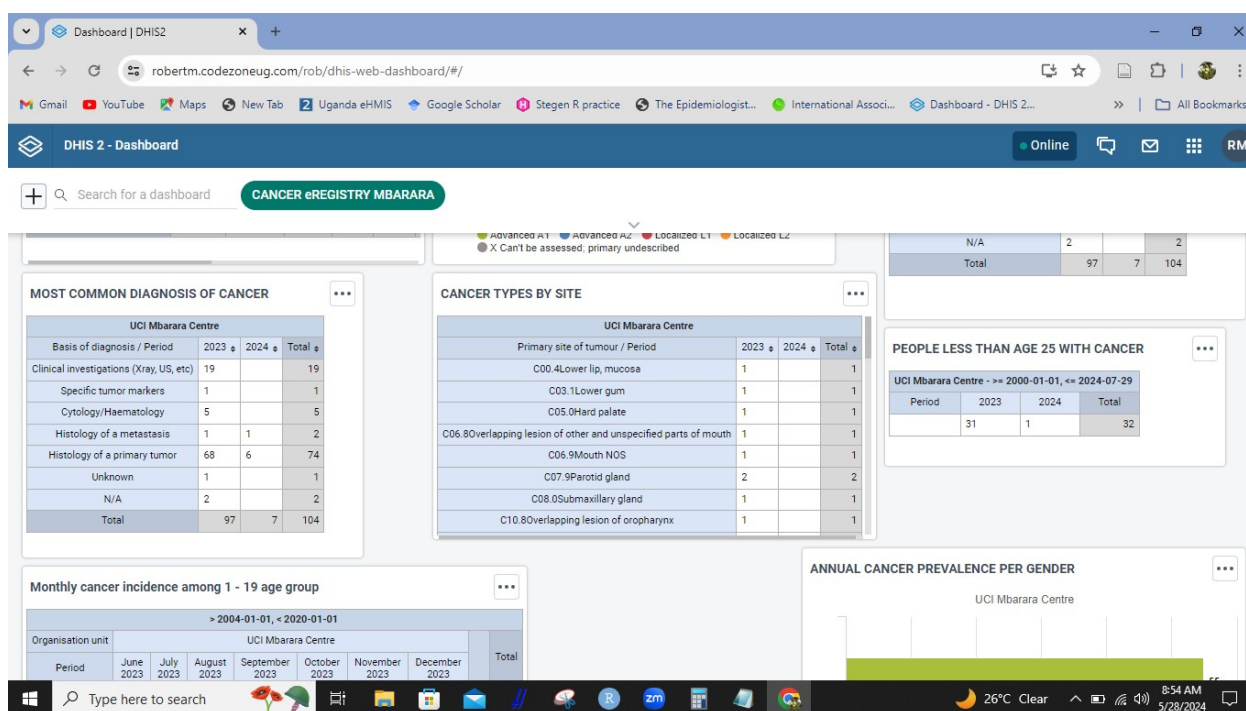 Dashboard | DHIS2
robertm.codezoneug.com/rob/dhis-web-dashboard/#/
Gmail YouTube Maps New Tab Uganda eHMIS Google Scholar Stegen R practice The Epidemiologist... International Associ... Dashboard - DHIS 2... » All Bookmarks
DHIS 2 - Dashboard Online RM
Search for a dashboard CANCER eREGISTRY MBARARA
Advanced A1 Advanced A2 Localized L1 Localized L2
X Can't be assessed; primary undescribed
N/A 2 2
Total 97 7 104
MOST COMMON DIAGNOSIS OF CANCER
UCI Mbarara Centre
Basis of diagnosis / Period 2023 2024 Total
Clinical investigations (Xray, US, etc) 19 19
Specific tumor markers 1 1
Cytology/Haematology 5 5
Histology of a metastasis 1 1 2
Histology of a primary tumor 68 6 74
Unknown 1 1
N/A 2 2
Total 97 7 104
CANCER TYPES BY SITE
UCI Mbarara Centre
Primary site of tumour / Period 2023 2024 Total
C00.4Lower lip, mucosa 1 1
C03.1Lower gum 1 1
C05.0Hard palate 1 1
C06.8Overlapping lesion of other and unspecified parts of mouth 1 1
C06.9Mouth NOS 1 1
C07.9Parotid gland 2 2
C08.0Submaxillary gland 1 1
C10.8Overlapping lesion of oropharynx 1 1
PEOPLE LESS THAN AGE 25 WITH CANCER
UCI Mbarara Centre - >= 2000-01-01, <= 2024-07-29
Period 2023 2024 Total
31 1 32
Monthly cancer incidence among 1 - 19 age group
> 2004-01-01, < 2020-01-01
Organisation unit UCI Mbarara Centre
Period June 2023 July 2023 August 2023 September 2023 October 2023 November 2023 December 2023 Total
ANNUAL CANCER PREVALENCE PER GENDER
UCI Mbarara Centre
Type here to search
zm
26°C Clear
8:54 AM
5/28/2024